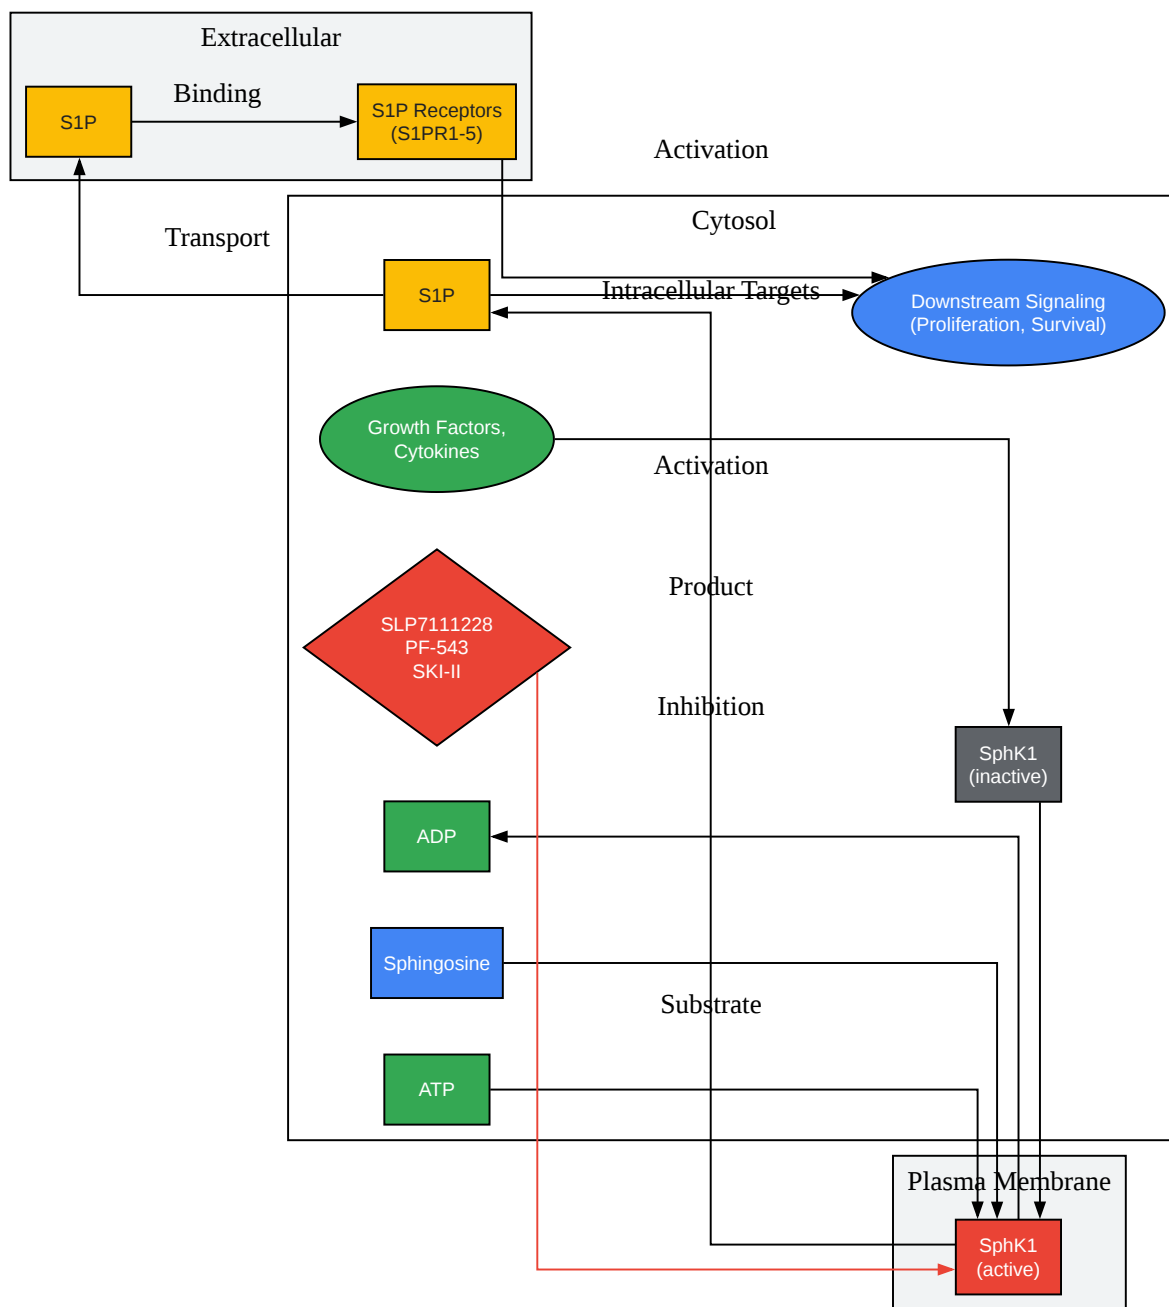 Extracellular
Binding
S1P
S1P Receptors
(S1PR1-5)
Activation
Cytosol
Transport
S1P
Intracellular Targets
Downstream Signaling
(Proliferation, Survival)
Growth Factors,
Cytokines
Activation
Product
SLP7111228
PF-543
SKI-II
Inhibition
SphK1
(inactive)
ADP
Sphingosine
Substrate
ATP
Plasma Membrane
SphK1
(active)